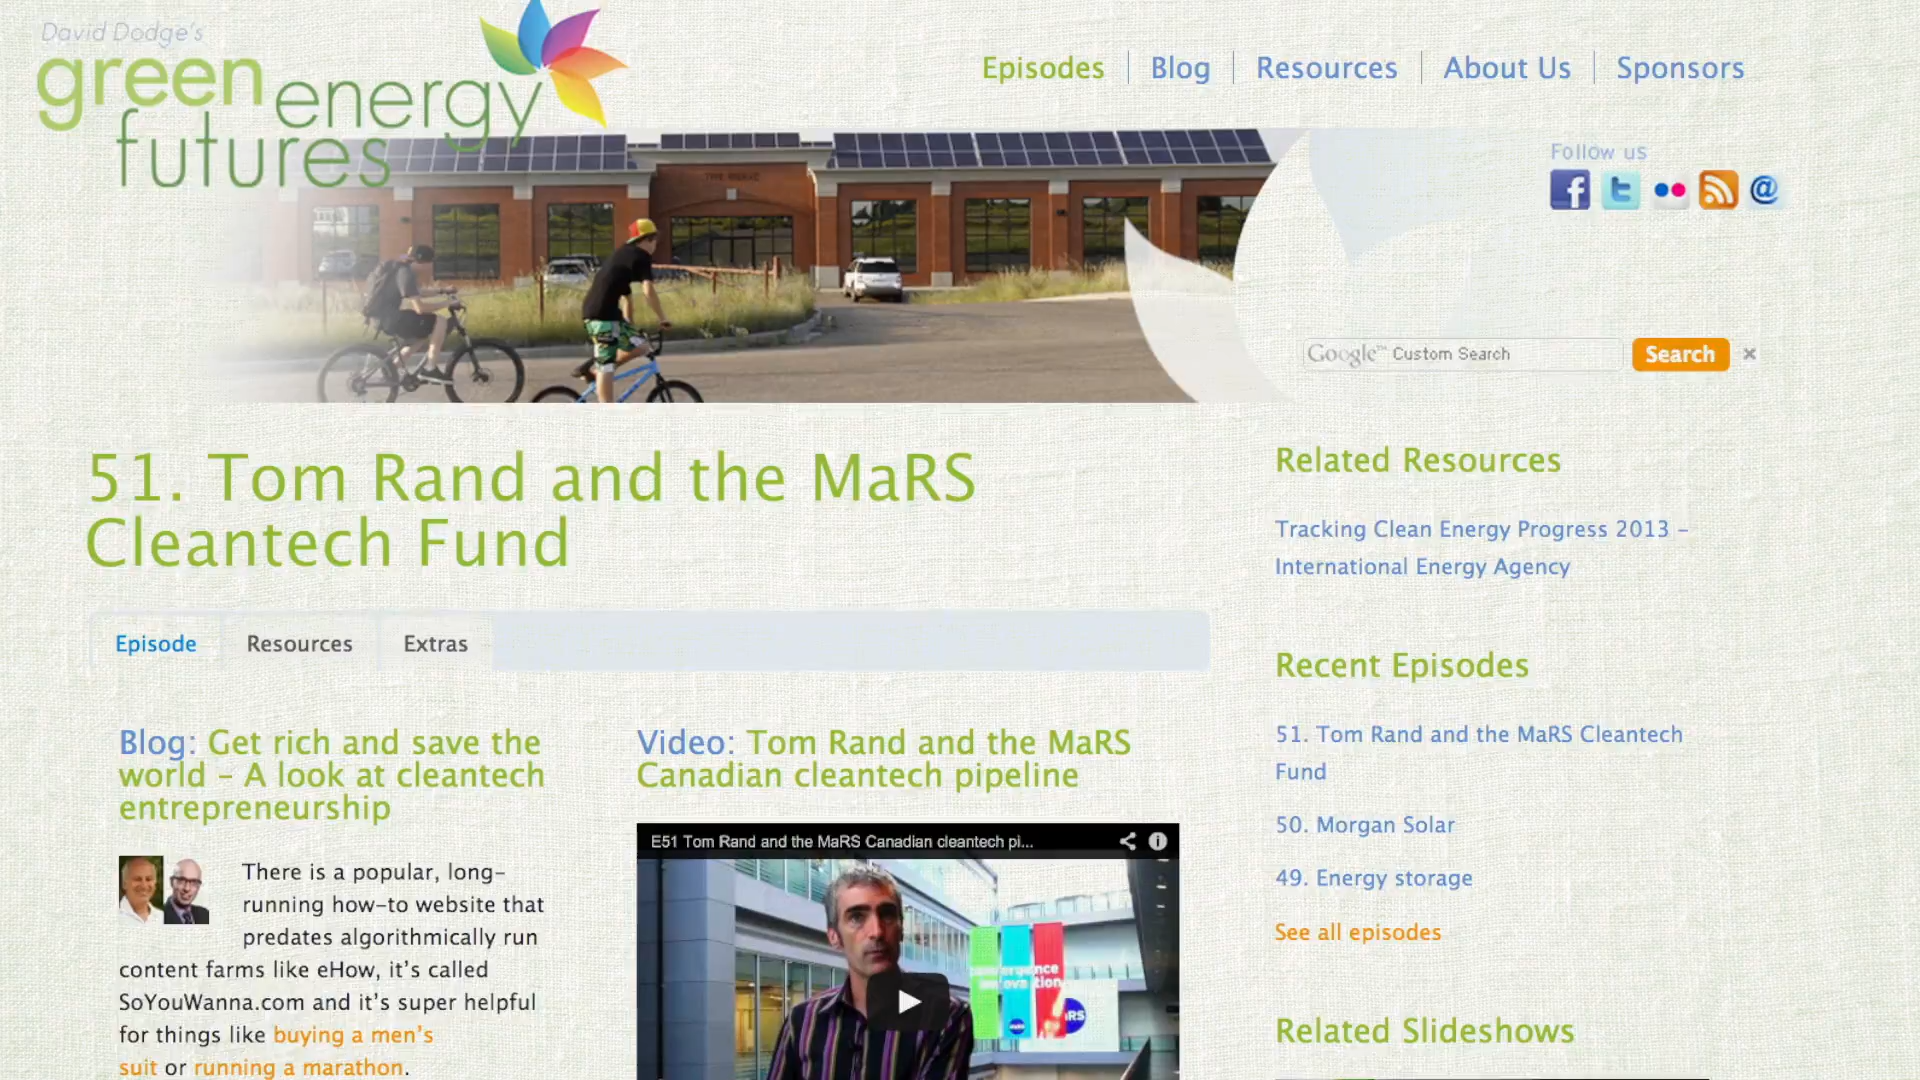 David Dodge's
green energy
futures
Episodes Blog Resources About Us Sponsors
Follow us
Google™ Custom Search Search
51. Tom Rand and the MaRS
Cleantech Fund
Episode Resources Extras
Blog: Get rich and save the
world – A look at cleantech
entrepreneurship
There is a popular, long-
running how-to website that
predates algorithmically run
content farms like eHow, it's called
SoYouWanna.com and it's super helpful
for things like buying a men's
suit or running a marathon.
Video: Tom Rand and the MaRS
Canadian cleantech pipeline
E51 Tom Rand and the MaRS Canadian cleantech pi...
Related Resources
Tracking Clean Energy Progress 2013 –
International Energy Agency
Recent Episodes
51. Tom Rand and the MaRS Cleantech
Fund
50. Morgan Solar
49. Energy storage
See all episodes
Related Slideshows